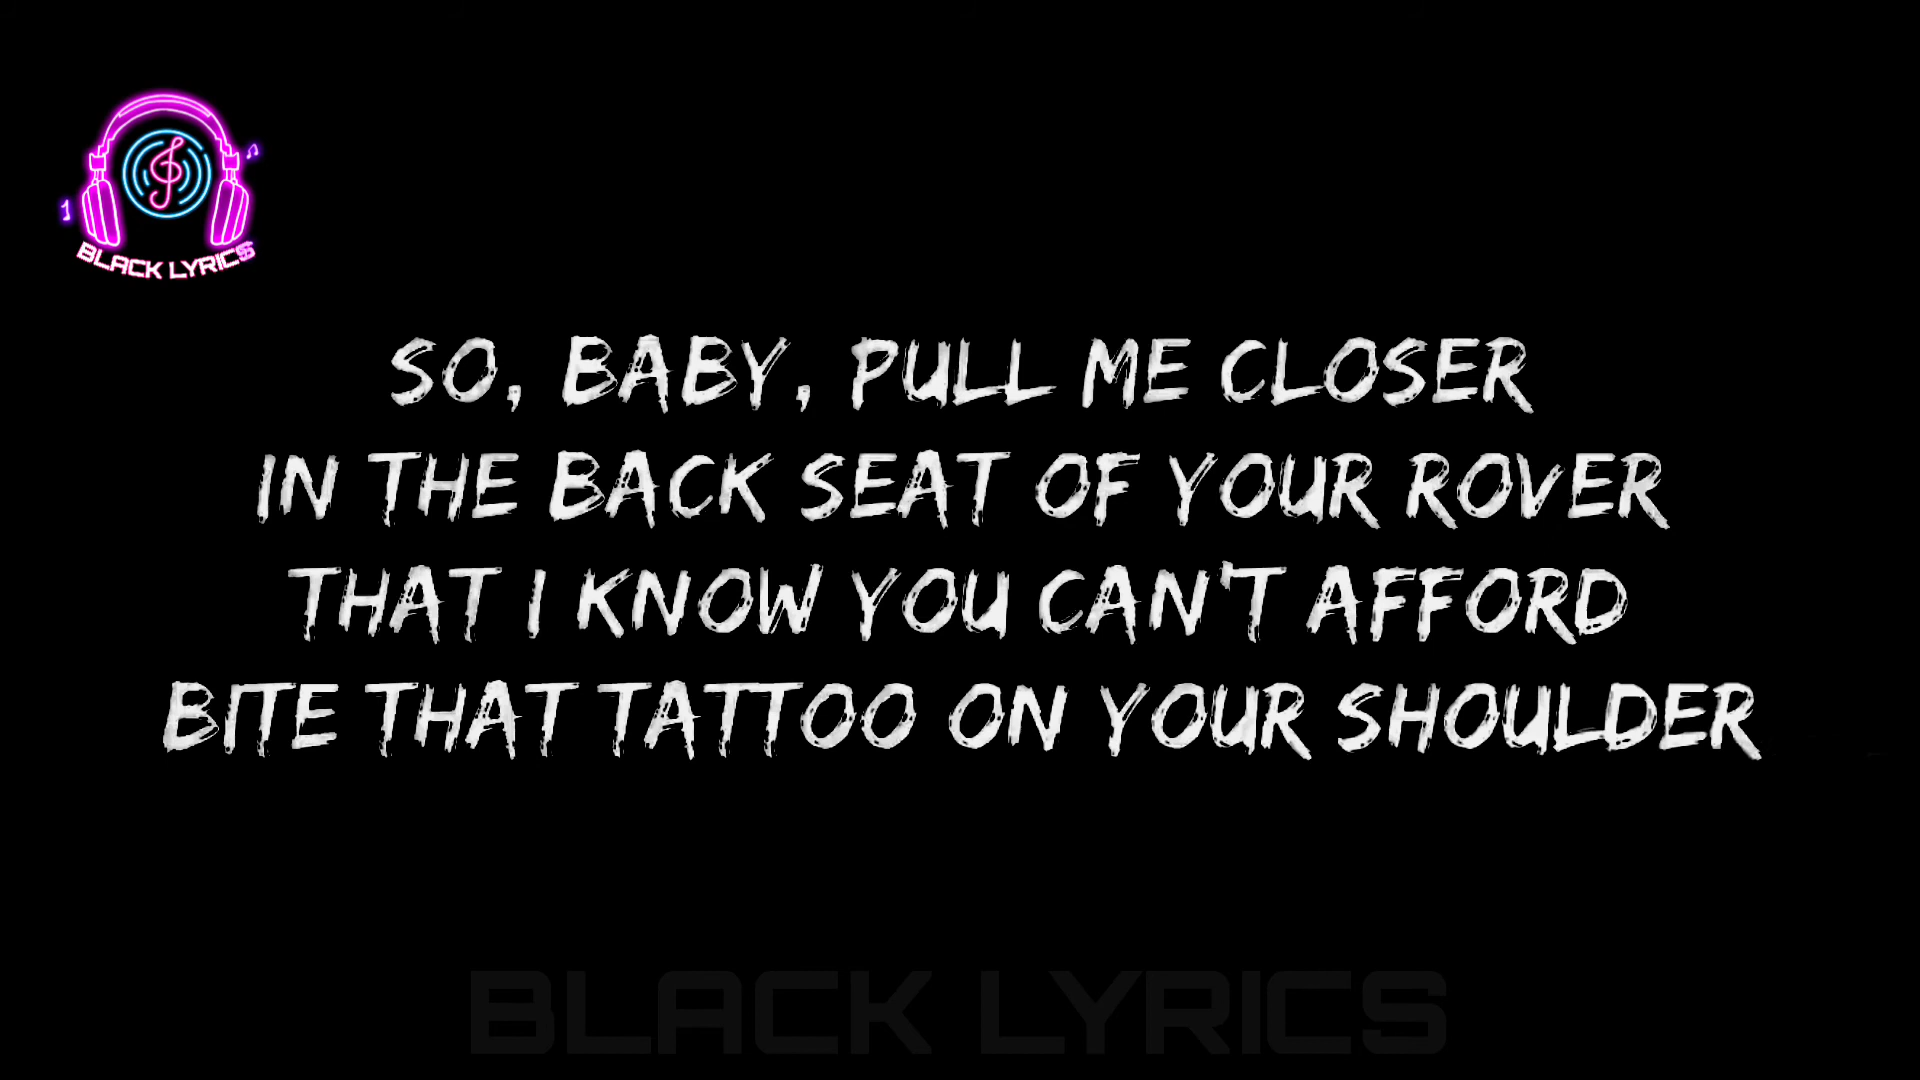 BLACK LYRICS
SO, BABY, PULL ME CLOSER
IN THE BACK SEAT OF YOUR ROVER
THAT I KNOW YOU CAN'T AFFORD
BITE THAT TATTOO ON YOUR SHOULDER
BLACK LYRICS